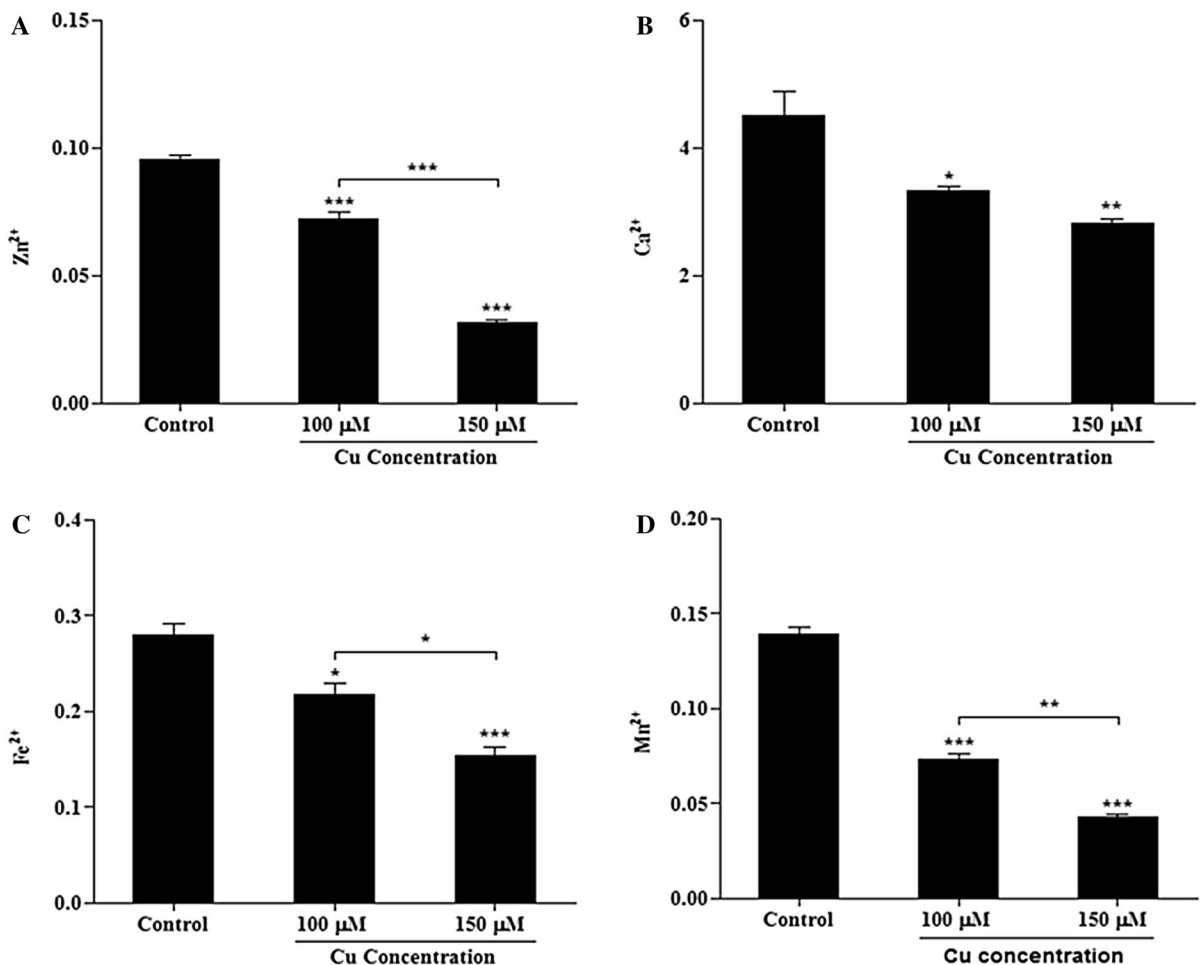 A
0.15
0.10
0.05
0.00
Zn2+
***
***
***
Control
100 µM
150 µM
Cu Concentration
B
6
4
2
0
Ca2+
*
**
Control
100 µM
150 µM
Cu Concentration
C
0.4
0.3
0.2
0.1
0.0
Fe2+
*
*
***
Control
100 µM
150 µM
Cu Concentration
D
0.20
0.15
0.10
0.05
0.00
Mn2+
**
***
***
Control
100 µM
150 µM
Cu concentration